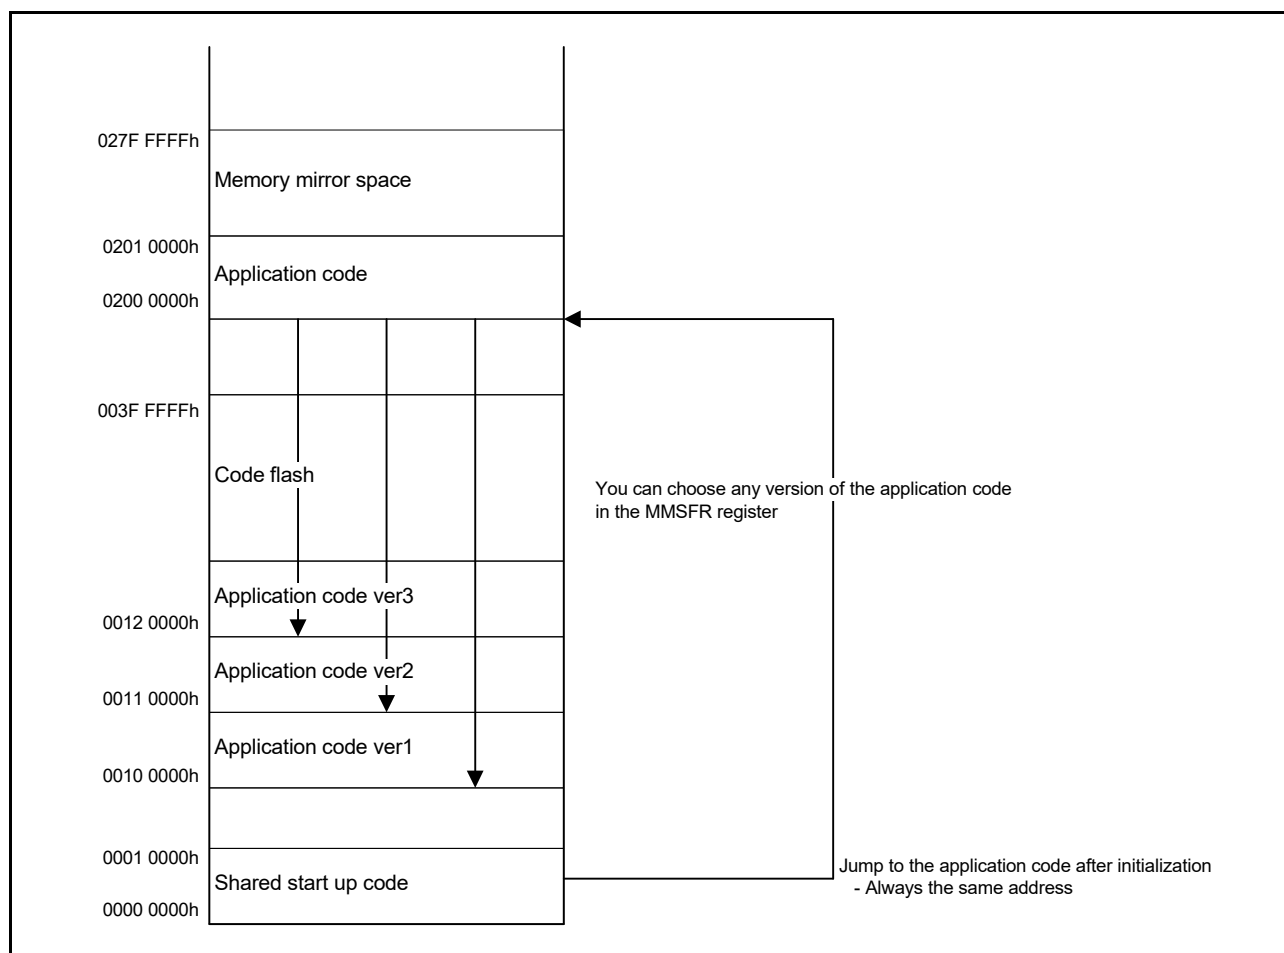 027F FFFFh
Memory mirror space
0201 0000h
Application code
0200 0000h
003F FFFFh
Code flash
You can choose any version of the application code
in the MMSFR register
Application code ver3
0012 0000h
Application code ver2
0011 0000h
Application code ver1
0010 0000h
0001 0000h
Jump to the application code after initialization
- Always the same address
Shared start up code
0000 0000h